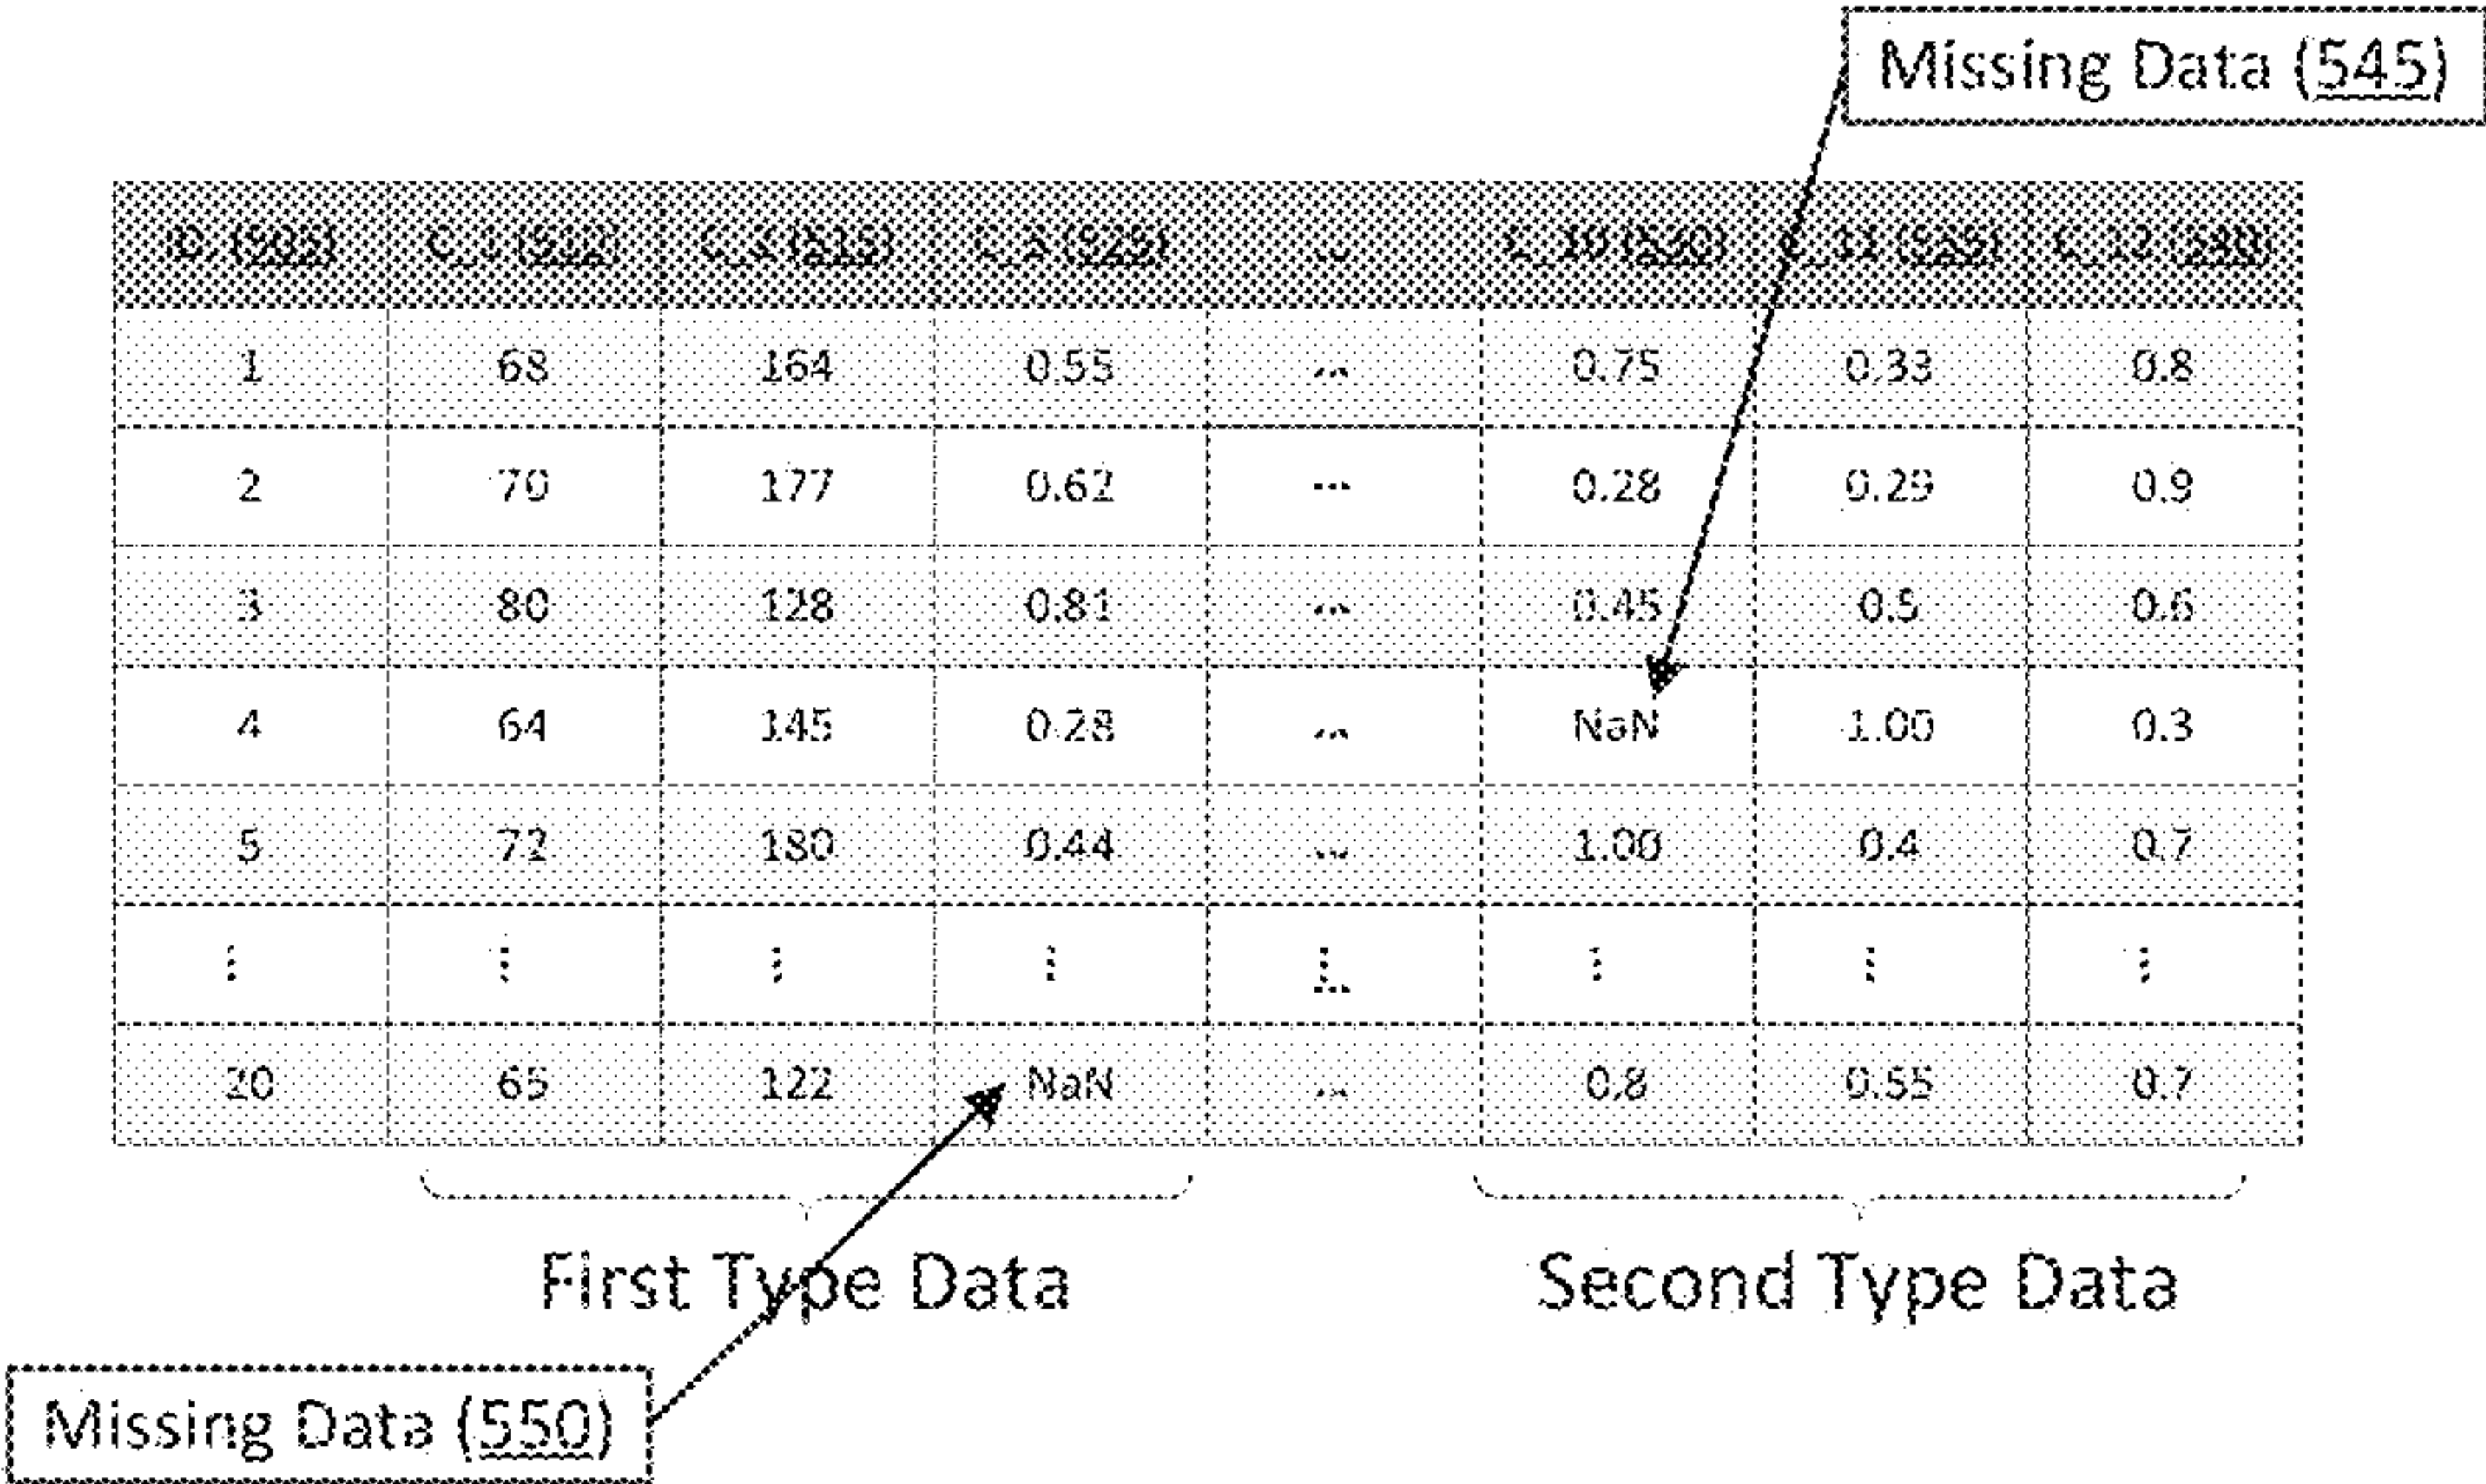 Missing Data (545)
1 68 164 0.55 ... 0.75 0.33 0.8
2 70 177 0.62 ... 0.28 0.29 0.9
3 80 128 0.81 ... 0.45 0.5 0.6
4 64 145 0.28 ... NaN 1.00 0.3
5 72 180 0.44 ... 1.00 0.4 0.7
20 65 122 NaN ... 0.8 0.55 0.7
First Type Data Second Type Data
Missing Data (550)